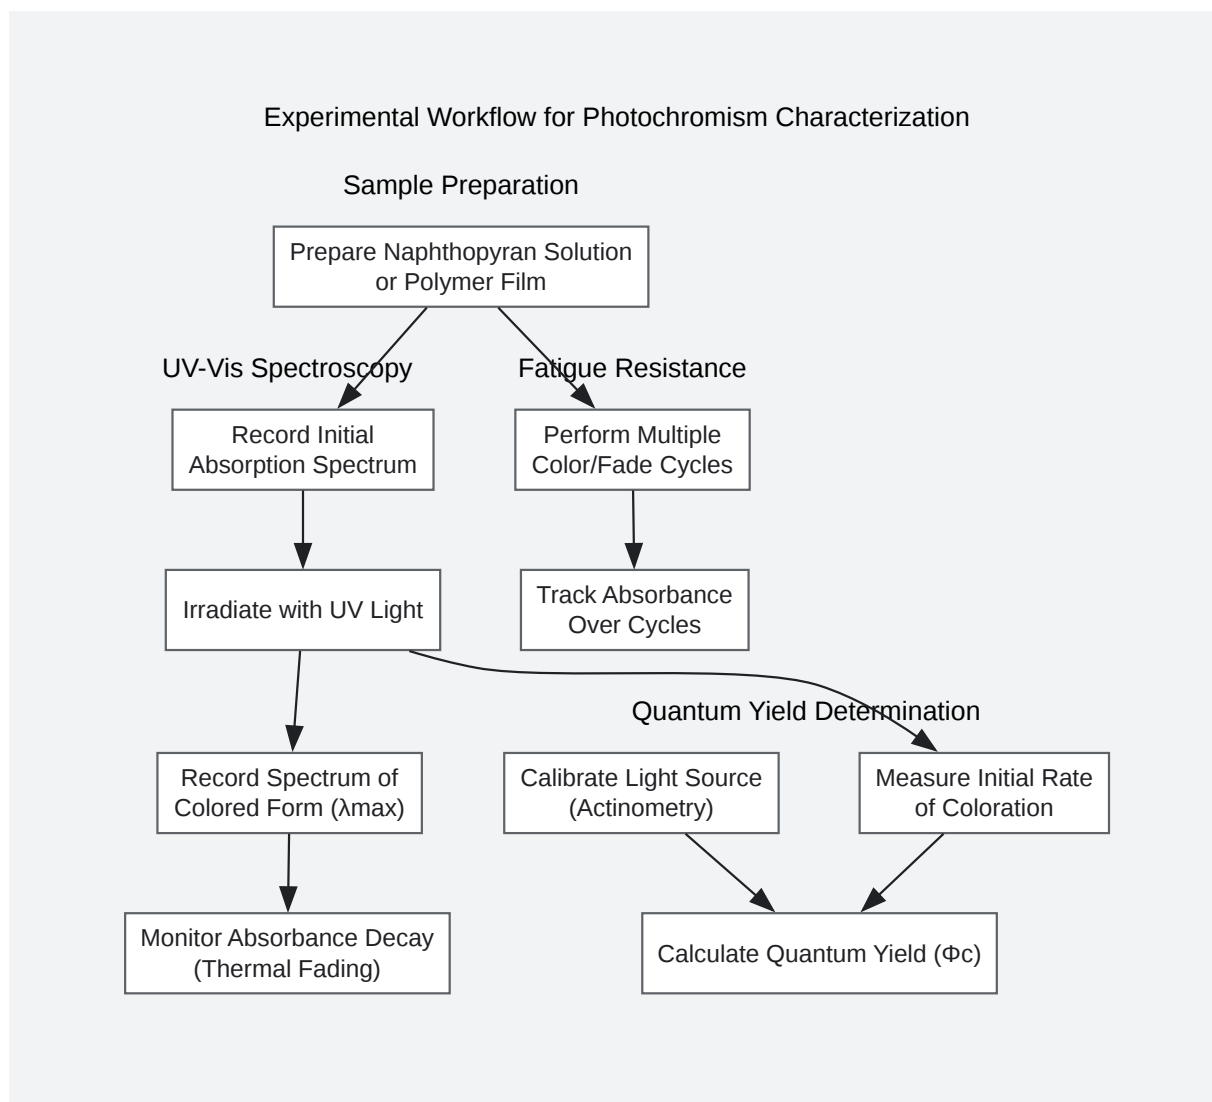 Experimental Workflow for Photochromism Characterization
Sample Preparation
Prepare Naphthopyran Solution
or Polymer Film
UV-Vis Spectroscopy
Fatigue Resistance
Record Initial
Absorption Spectrum
Perform Multiple
Color/Fade Cycles
Irradiate with UV Light
Track Absorbance
Over Cycles
Quantum Yield Determination
Record Spectrum of
Colored Form (λmax)
Calibrate Light Source
(Actinometry)
Measure Initial Rate
of Coloration
Monitor Absorbance Decay
(Thermal Fading)
Calculate Quantum Yield (Φc)